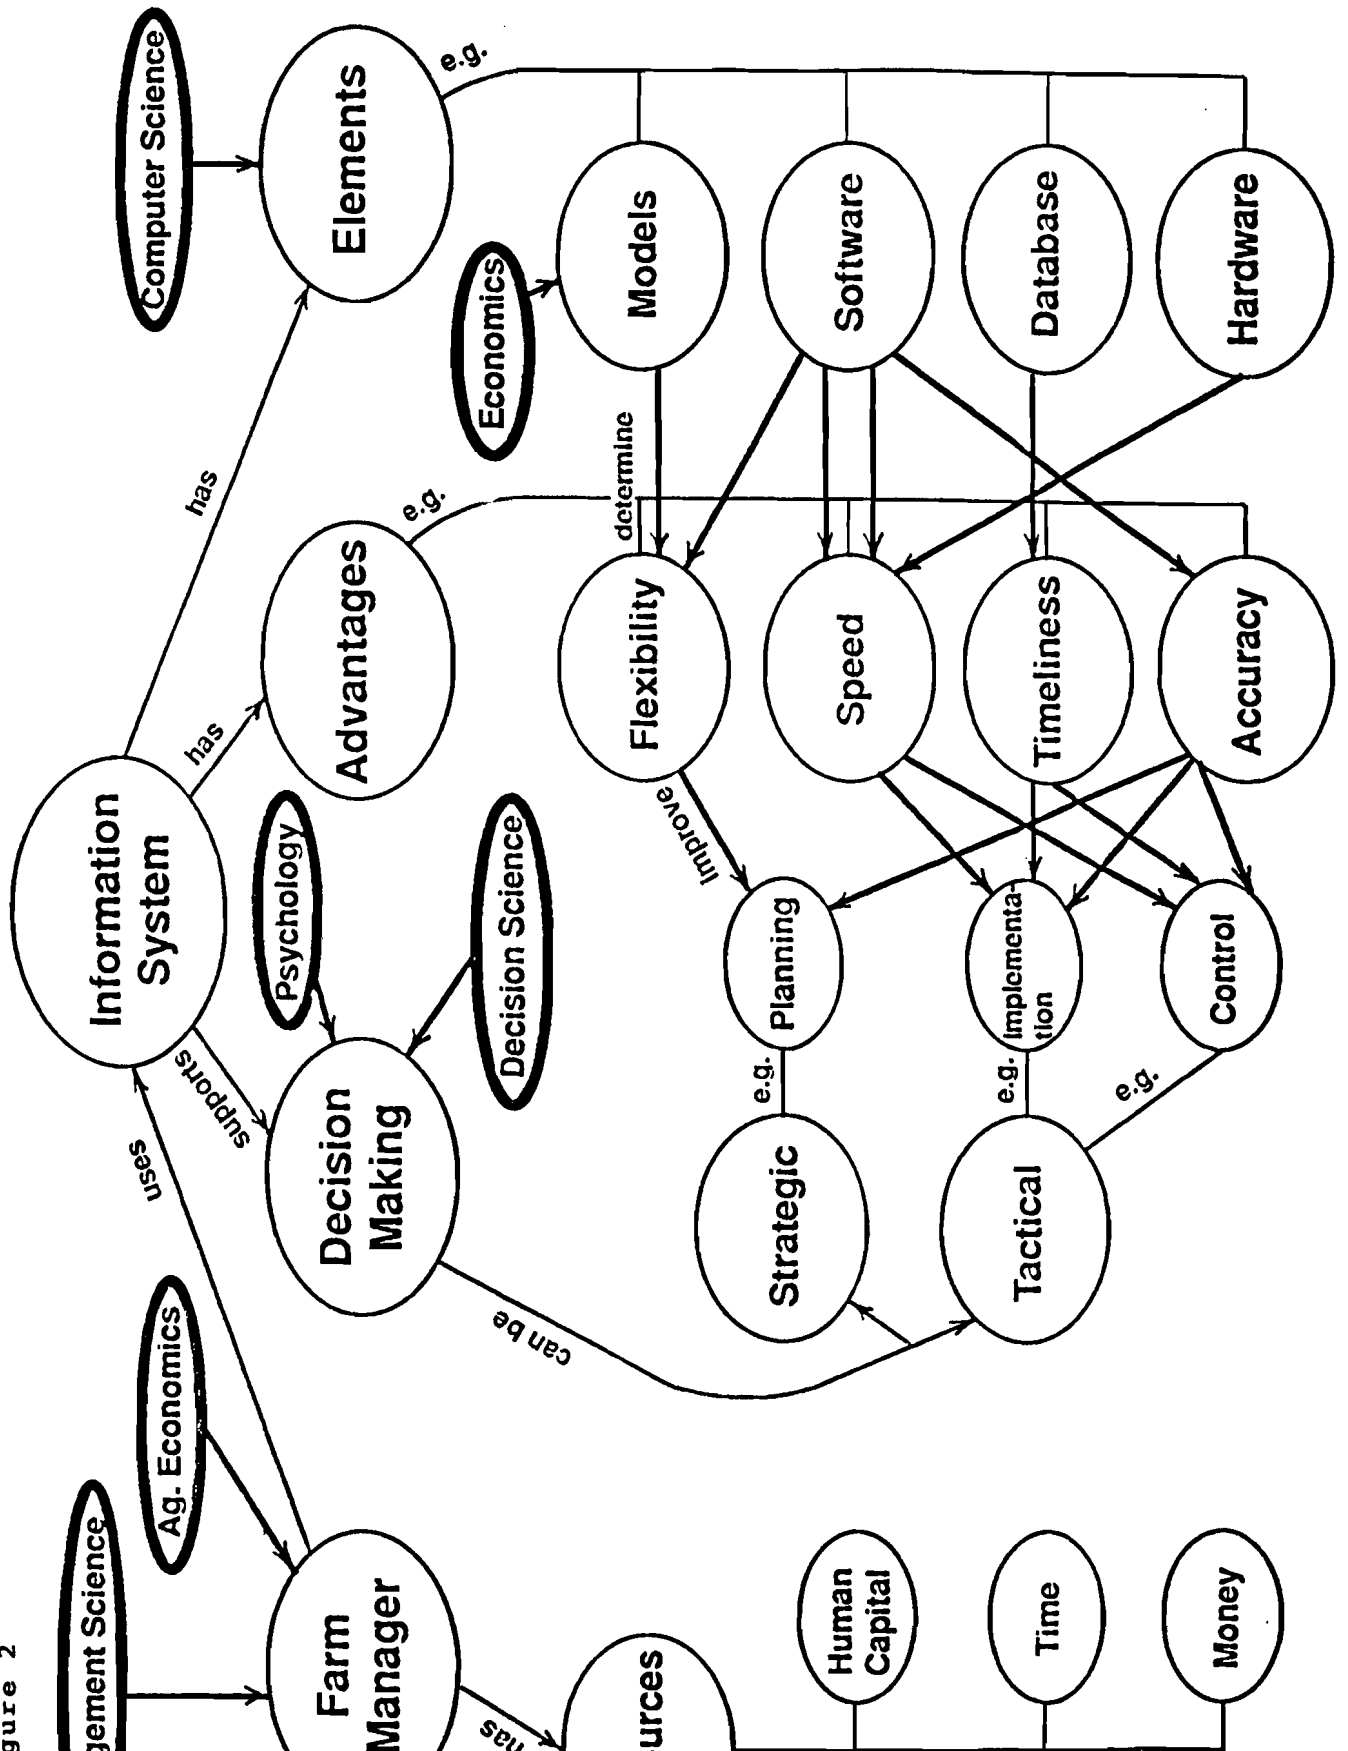 gure 2
gement Science
Ag. Economics
Farm
Manager
has
urces
Human
Capital
Time
Money
uses
Information
System
supports
has
has
Psychology
Decision Science
Decision
Making
can be
Strategic
Tactical
e.g.
e.g.
e.g.
Planning
Implementa-
tion
Control
Improve
Advantages
e.g.
Flexibility
Speed
Timeliness
Accuracy
determine
Computer Science
Elements
e.g.
Economics
Models
Software
Database
Hardware